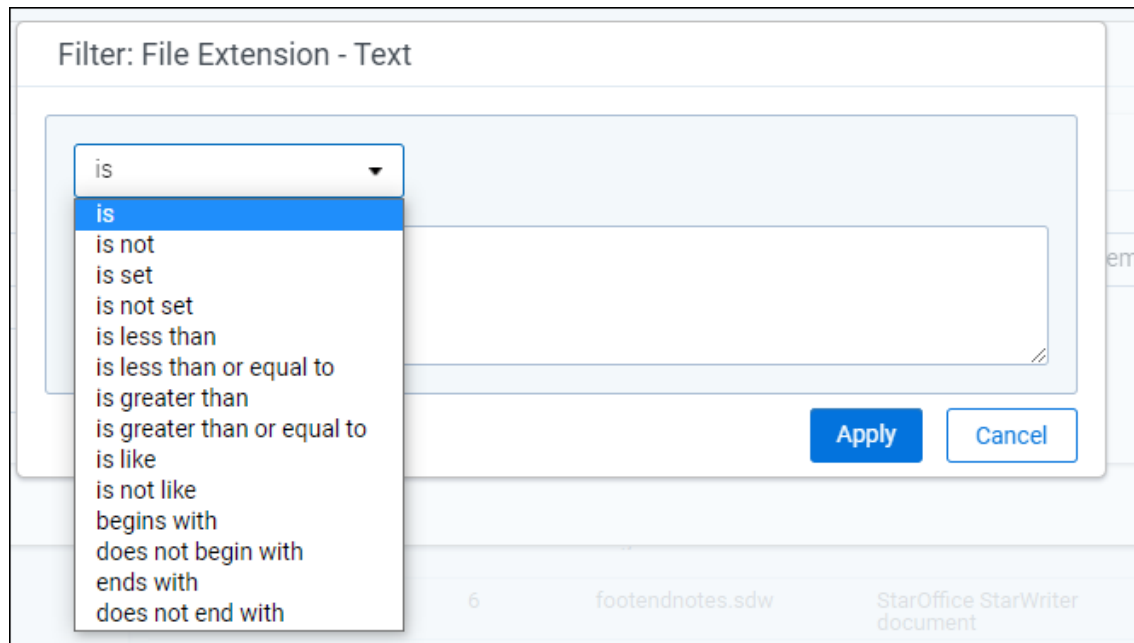 Filter: File Extension - Text
is
is
is not
is set
is not set
is less than
is less than or equal to
is greater than
is greater than or equal to
is like
is not like
begins with
does not begin with
ends with
does not end with
em
Apply
Cancel
6
footendnotes.sdw
StarOffice StarWriter
document